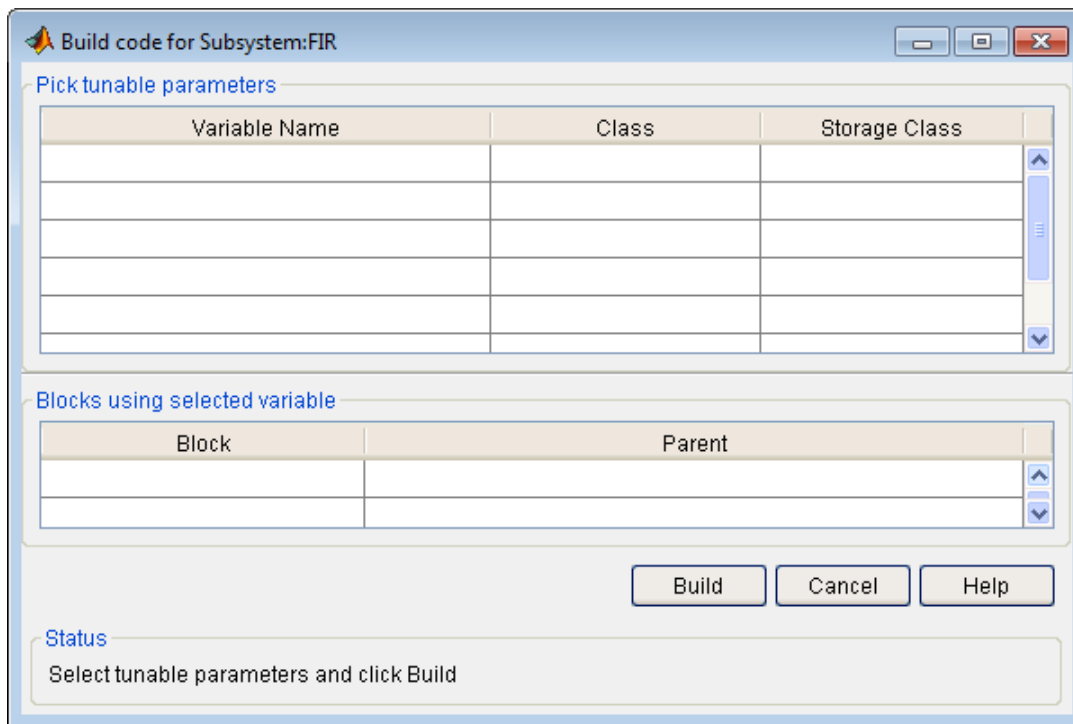 Build code for Subsystem:FIR
Pick tunable parameters
Variable Name Class Storage Class
Blocks using selected variable
Block Parent
Build Cancel Help
Status
Select tunable parameters and click Build